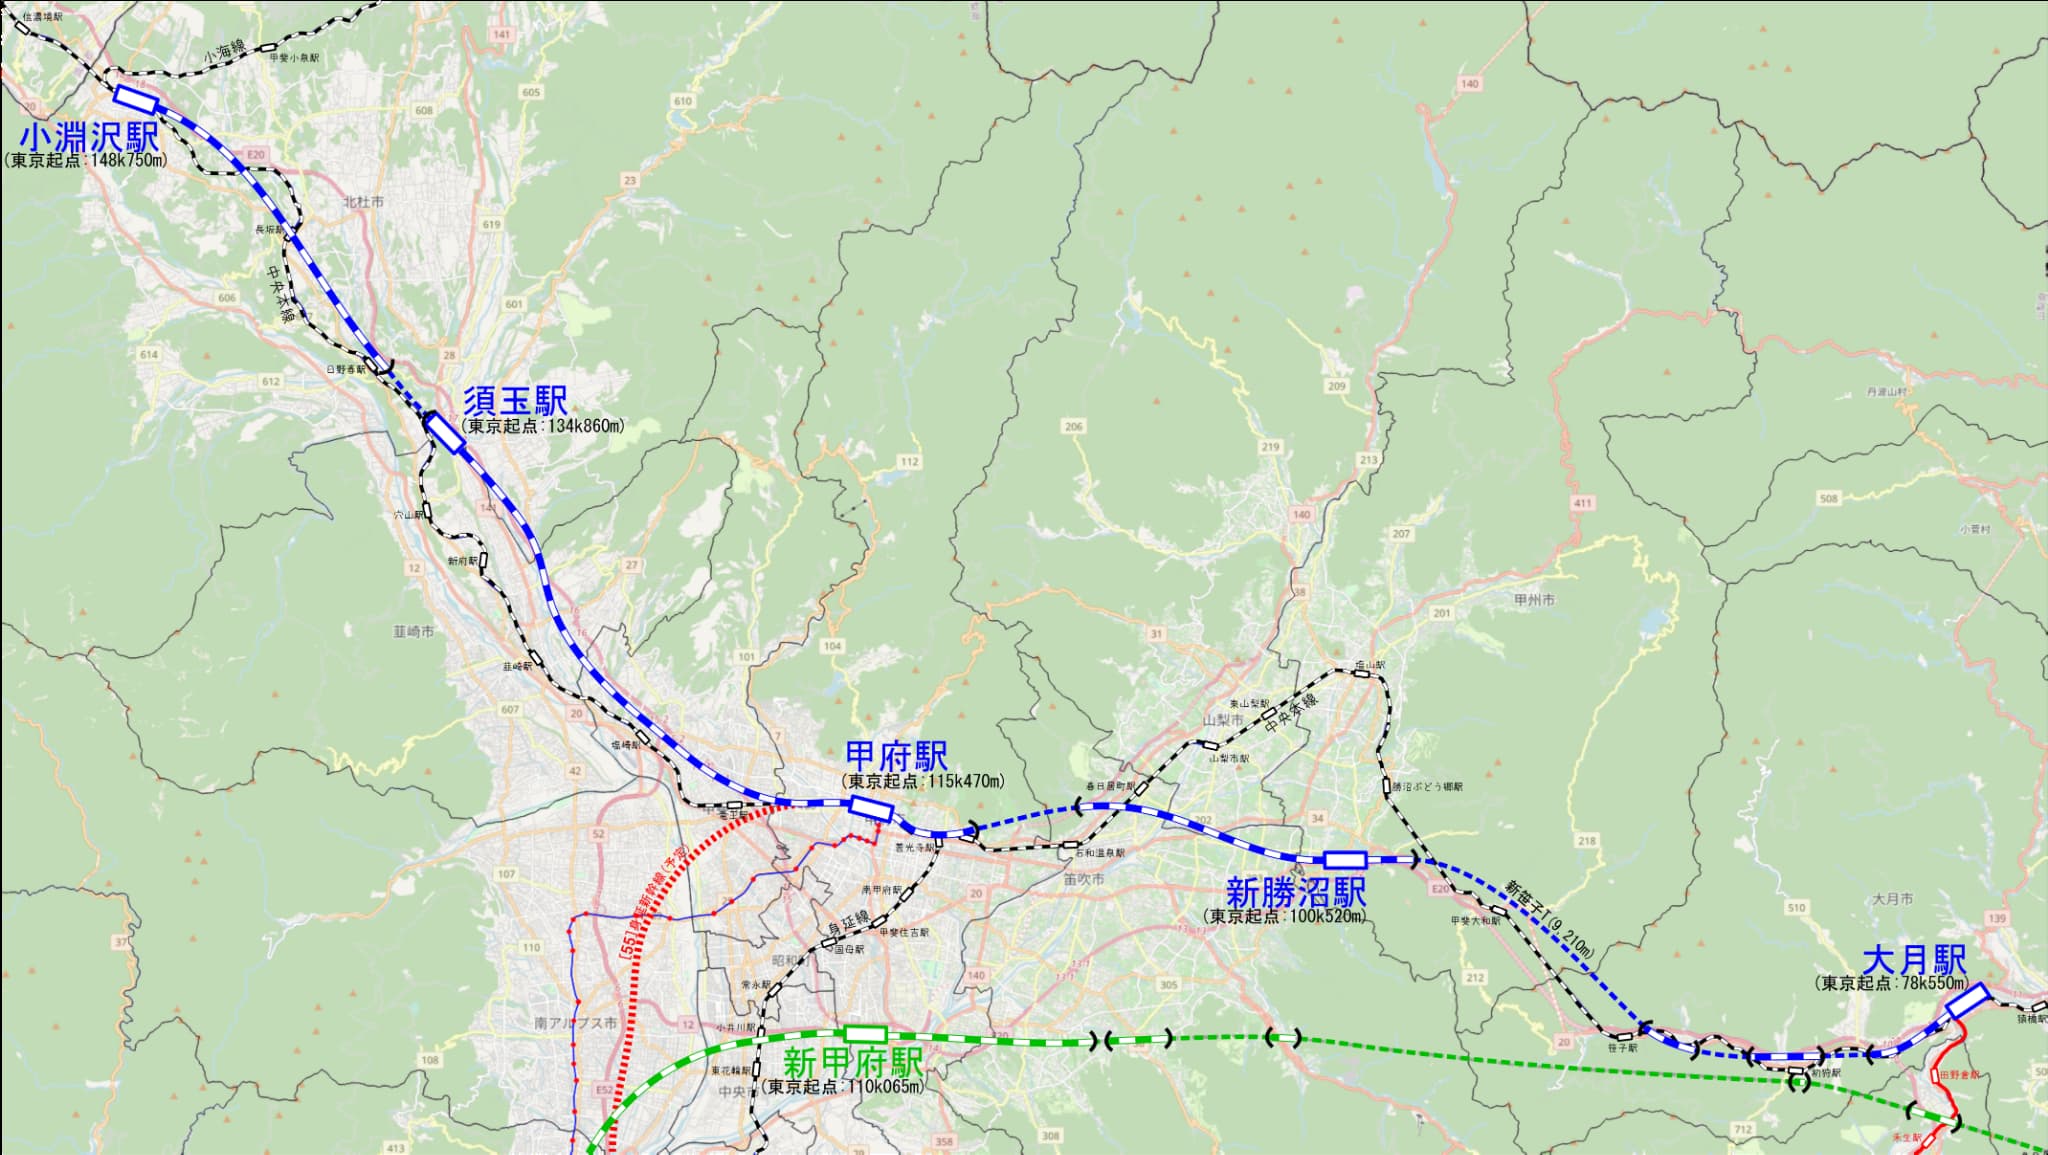 信濃境駅
小海線
甲斐小泉駅
141
20
608
605
610
140
小淵沢駅
(東京起点:148k750m)
E20
北杜市
23
619
長坂駅
中央本線
606
601
614
612
28
日野春駅
17
須玉駅
(東京起点:134k860m)
209
206
219
213
112
丹波山村
穴山駅
141
140
207
411
508
小菅村
新府駅
12
27
38
201
甲州市
16
16
韮崎市
31
104
101
韮崎駅
塩山駅
607
20
東山梨駅
山梨市
中央本線
塩崎駅
7
山梨市駅
42
甲府駅
(東京起点:115k470m)
春日居町駅
勝沼ぶどう郷駅
竜王駅
202
34
52
善光寺駅
石和温泉駅
218
107
笛吹市
20
新勝沼駅
(東京起点:100k520m)
E20
甲斐大和駅
新笹子T(9,210m)
大月市
510
139
南甲府駅
[55]身延新幹線(予定)
身延線
甲斐住吉駅
国母駅
37
110
昭和町
大月駅
(東京起点:78k550m)
常永駅
140
305
212
南アルプス市
12
小井川駅
猿橋駅
20
笹子駅
新甲府駅
(東京起点:110k065m)
108
東花輪駅
初狩駅
田野倉駅
E52
中央市
413
358
308
712
禾生駅